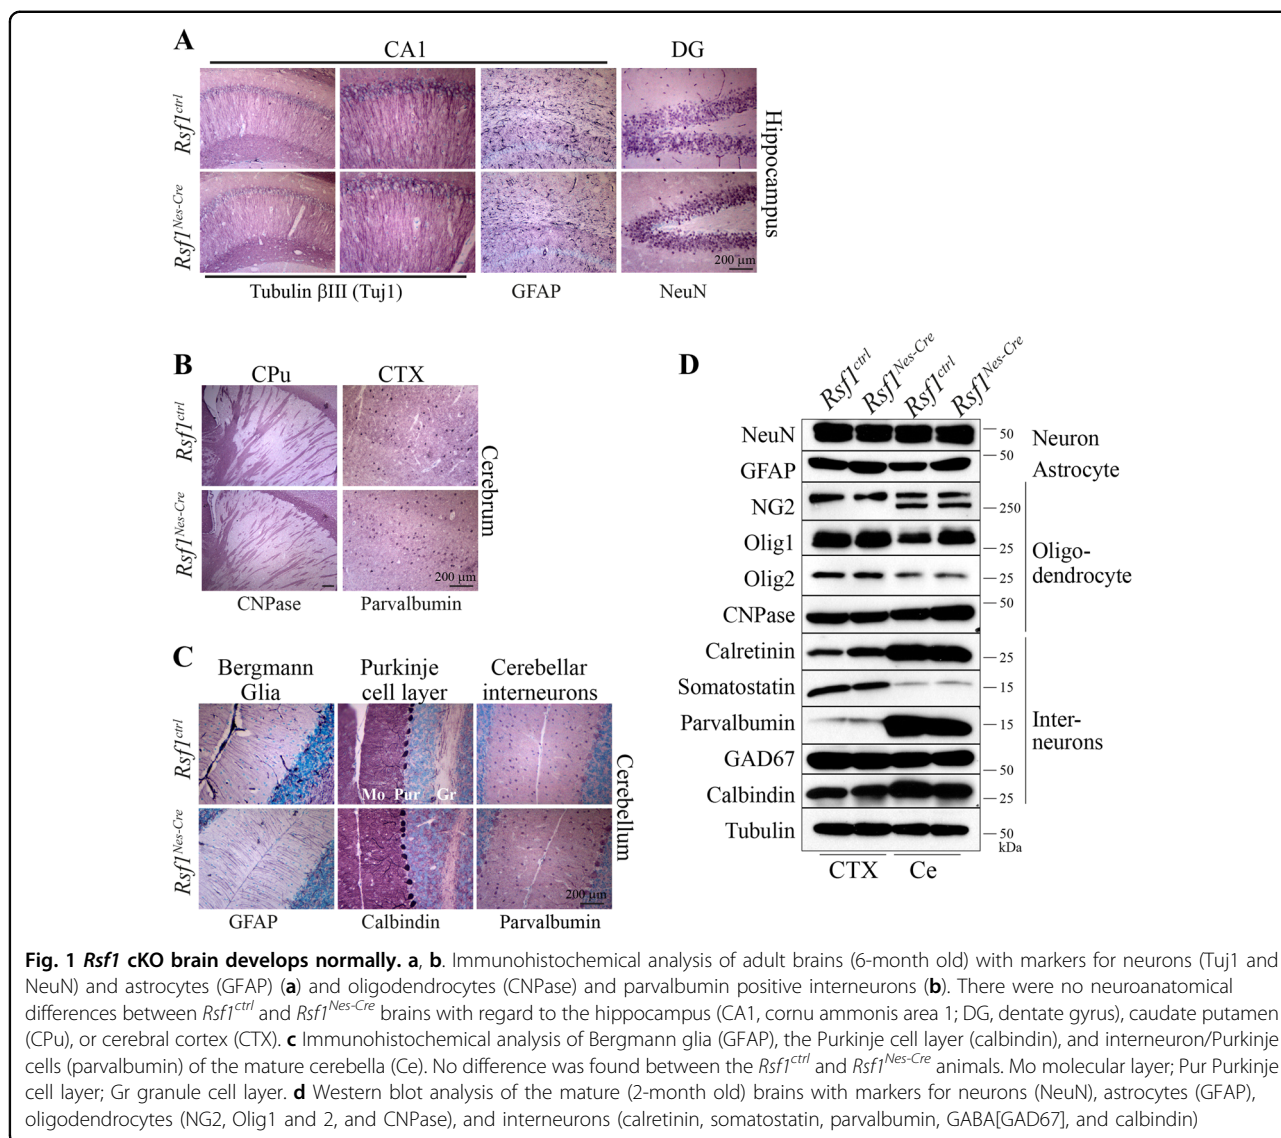 A
CA1
DG
Rsf1ctrl
Rsf1Nes-Cre
Hippocampus
200 µm
Tubulin βIII (Tuj1)
GFAP
NeuN
B
CPu
CTX
Rsf1ctrl
Rsf1Nes-Cre
Cerebrum
200 µm
CNPase
Parvalbumin
C
Bergmann
Glia
Purkinje
cell layer
Cerebellar
interneurons
Rsf1ctrl
Mo Pur Gr
Rsf1Nes-Cre
Cerebellum
200 µm
GFAP
Calbindin
Parvalbumin
D
Rsf1ctrl
Rsf1Nes-Cre
Rsf1ctrl
Rsf1Nes-Cre
NeuN
50
Neuron
GFAP
50
Astrocyte
NG2
250
Olig1
25
Oligo-
dendrocyte
Olig2
25
CNPase
50
Calretinin
25
Somatostatin
15
Parvalbumin
15
Inter-
neurons
GAD67
50
Calbindin
25
Tubulin
50
kDa
CTX
Ce
Fig. 1 Rsf1 cKO brain develops normally. a, b. Immunohistochemical analysis of adult brains (6-month old) with markers for neurons (Tuj1 and
NeuN) and astrocytes (GFAP) (a) and oligodendrocytes (CNPase) and parvalbumin positive interneurons (b). There were no neuroanatomical
differences between Rsf1ctrl and Rsf1Nes-Cre brains with regard to the hippocampus (CA1, cornu ammonis area 1; DG, dentate gyrus), caudate putamen
(CPu), or cerebral cortex (CTX). c Immunohistochemical analysis of Bergmann glia (GFAP), the Purkinje cell layer (calbindin), and interneuron/Purkinje
cells (parvalbumin) of the mature cerebella (Ce). No difference was found between the Rsf1ctrl and Rsf1Nes-Cre animals. Mo molecular layer; Pur Purkinje
cell layer; Gr granule cell layer. d Western blot analysis of the mature (2-month old) brains with markers for neurons (NeuN), astrocytes (GFAP),
oligodendrocytes (NG2, Olig1 and 2, and CNPase), and interneurons (calretinin, somatostatin, parvalbumin, GABA[GAD67], and calbindin)